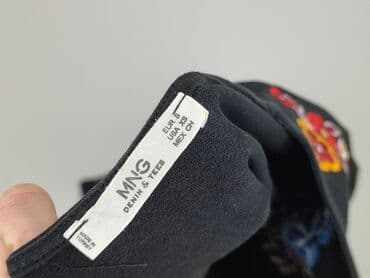 EUR S
USA XS
MEX CH
MNG
DENIM & TEES
MADE IN
TURKEY